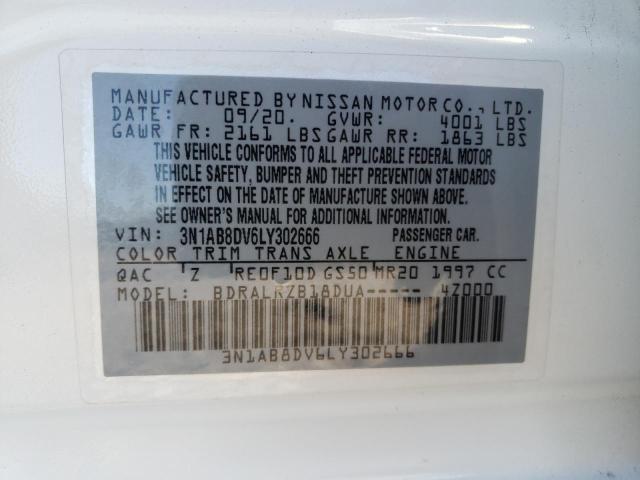 MANUFACTURED BY NISSAN MOTOR CO., LTD.
DATE: 09/20. GVWR: 4001 LBS
GAWR FR: 2161 LBS GAWR RR: 1863 LBS
THIS VEHICLE CONFORMS TO ALL APPLICABLE FEDERAL MOTOR
VEHICLE SAFETY, BUMPER AND THEFT PREVENTION STANDARDS
IN EFFECT ON THE DATE OF MANUFACTURE SHOWN ABOVE.
SEE OWNER'S MANUAL FOR ADDITIONAL INFORMATION.
VIN: 3N1AB8DV6LY302666 PASSENGER CAR.
COLOR TRIM TRANS AXLE ENGINE
QAC Z RE0F10D GS50 MR20 1997 CC
MODEL: BDRALRZB18DUA----- 4Z000
3N1AB8DV6LY302666